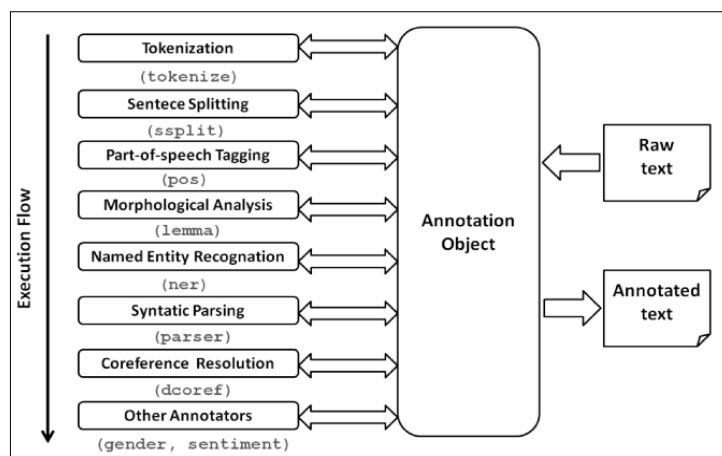 Execution Flow
Tokenization
(tokenize)
Sentece Splitting
(ssplit)
Part-of-speech Tagging
(pos)
Morphological Analysis
(lemma)
Named Entity Recognation
(ner)
Syntatic Parsing
(parser)
Coreference Resolution
(dcoref)
Other Annotators
(gender, sentiment)
Annotation
Object
Raw
text
Annotated
text